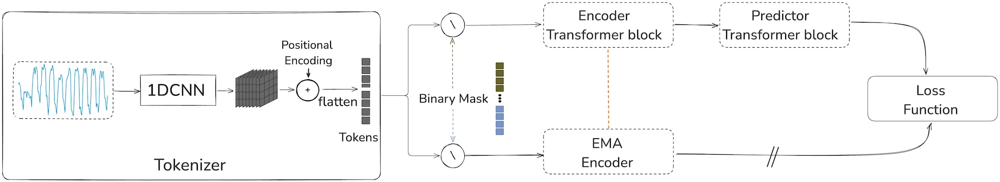 Positional
Encoding
1DCNN
+
flatten
Tokens
Tokenizer
\
Binary Mask
\
Encoder
Transformer block
Predictor
Transformer block
EMA
Encoder
//
Loss
Function